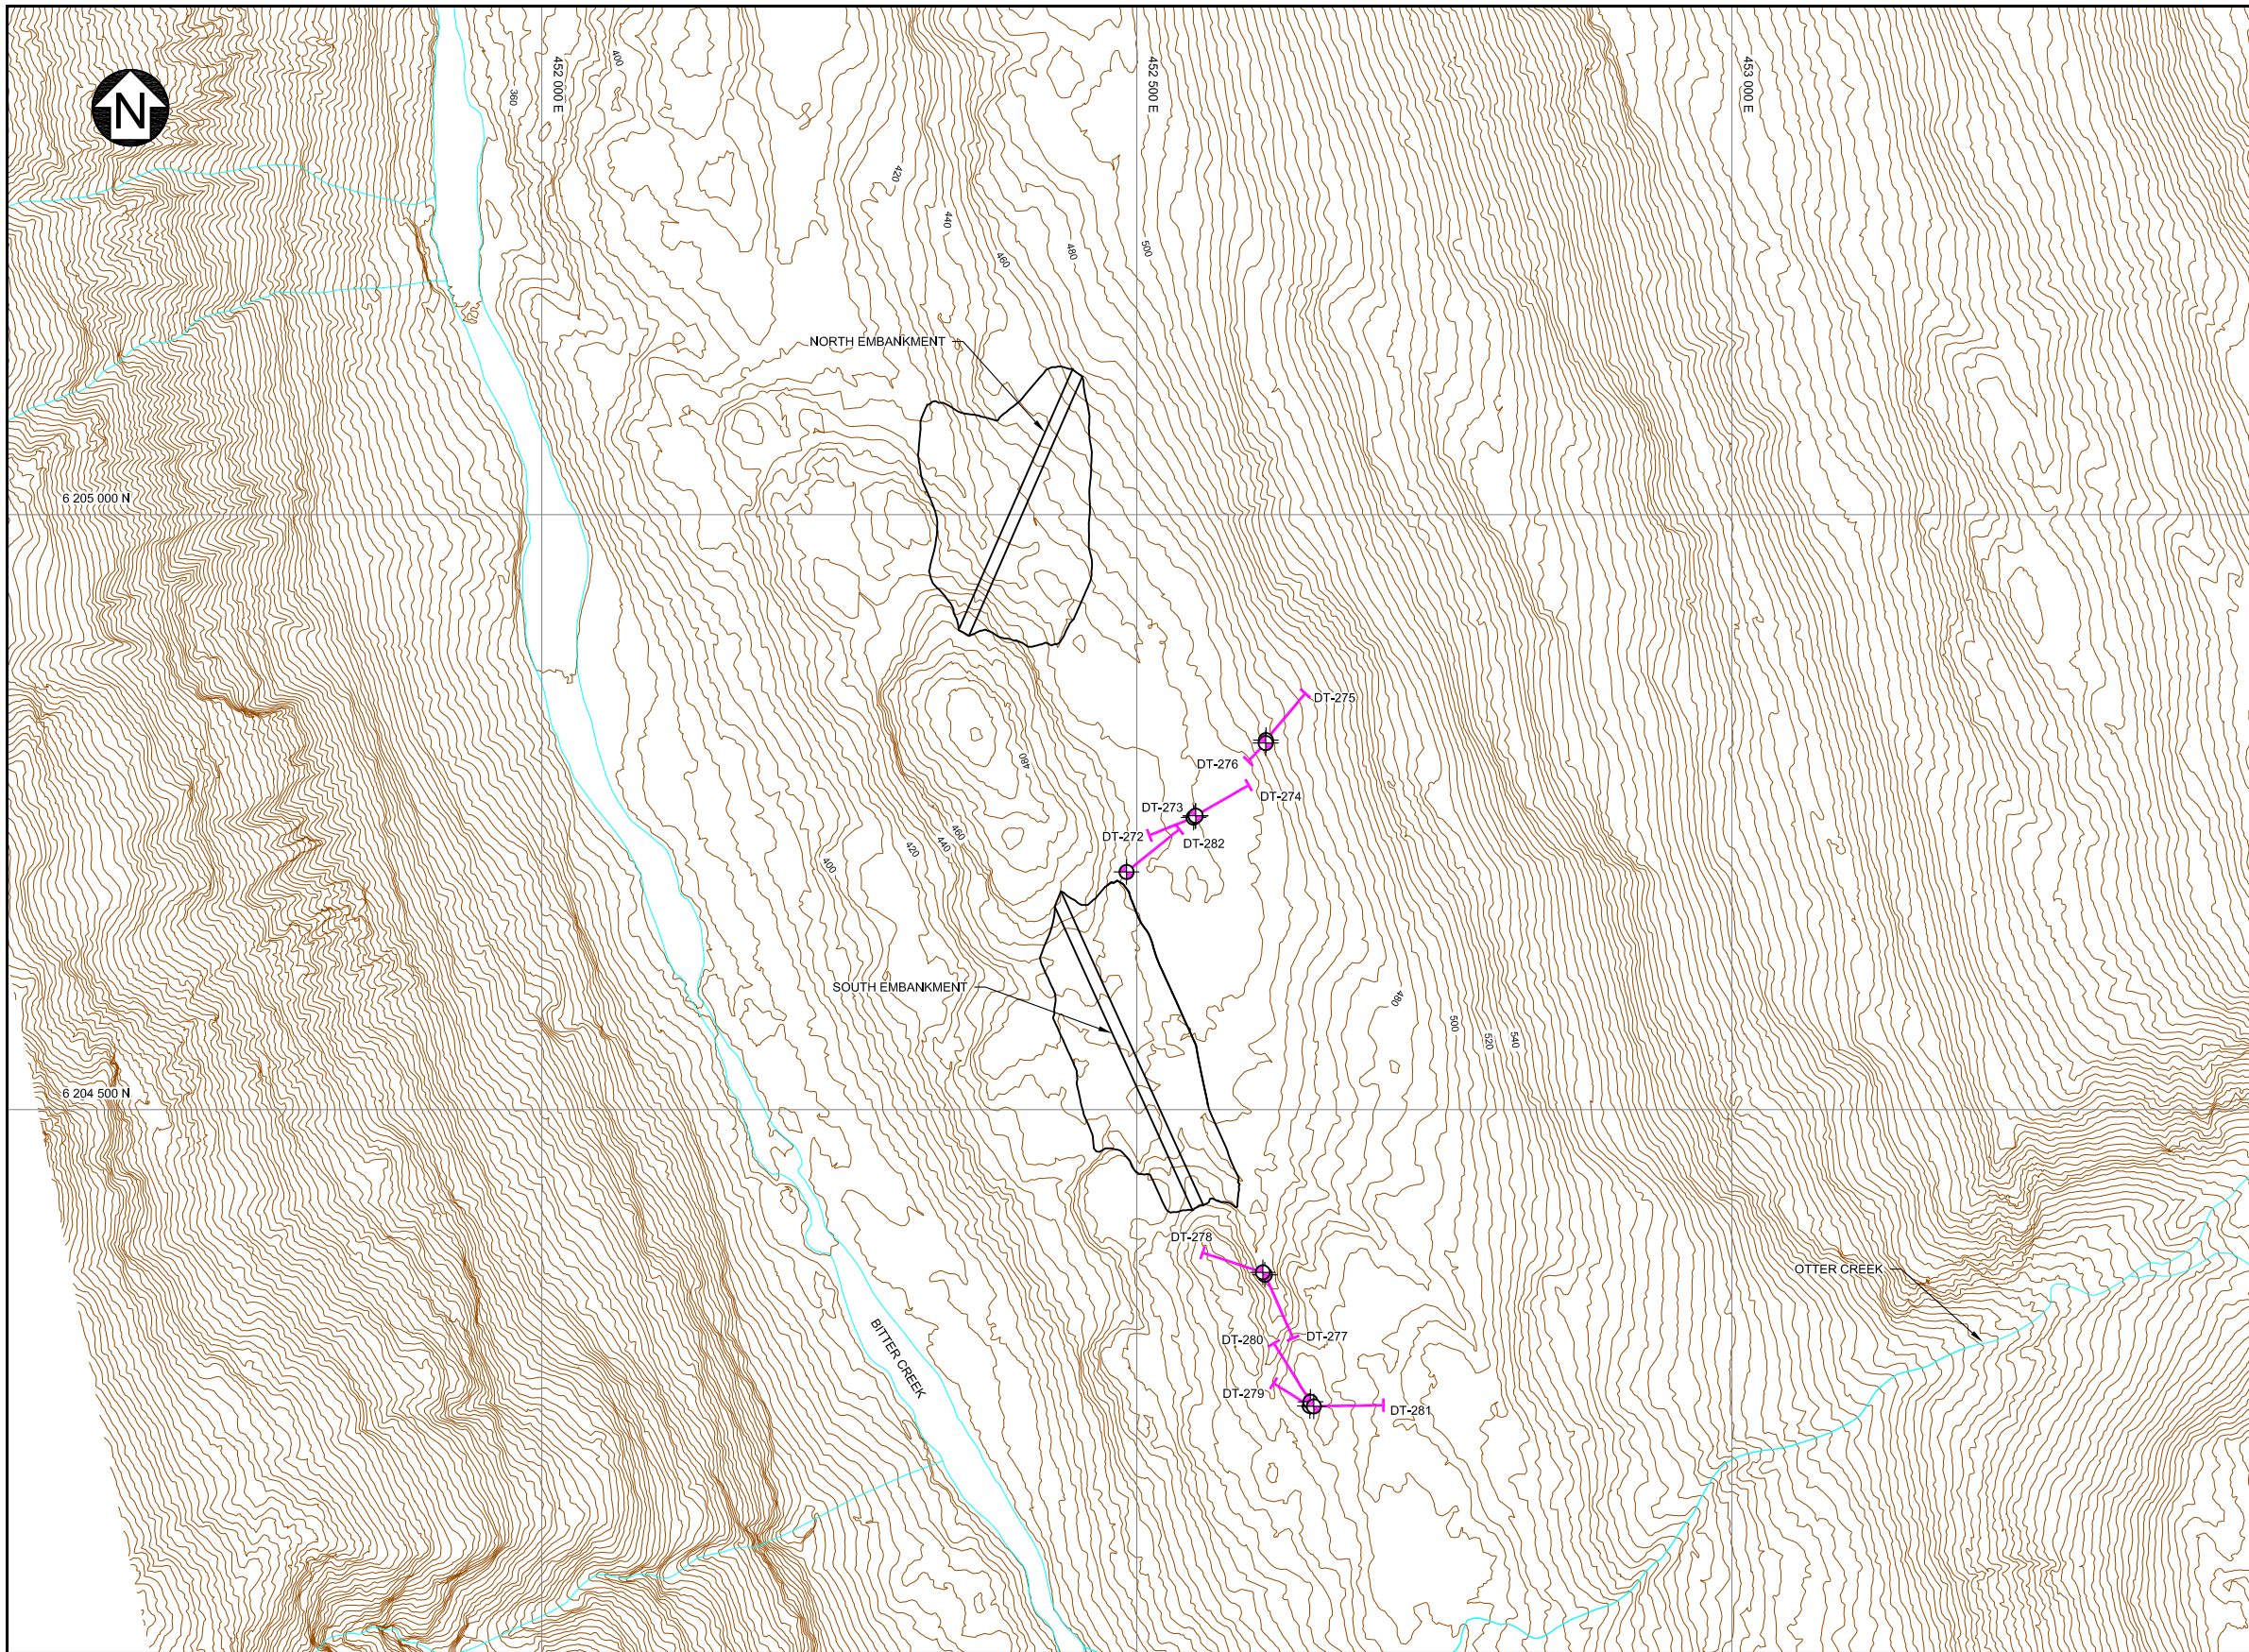 452 000 E
452 500 E
453 000 E
400
360
N
420
440
460
480
500
NORTH EMBANKMENT
6 205 000 N
DT-275
DT-276
480
DT-274
DT-273
DT-272
DT-282
460
440
420
400
SOUTH EMBANKMENT
480
500
520
540
6 204 500 N
DT-278
OTTER CREEK
DT-280
DT-277
BITTER CREEK
DT-279
DT-281